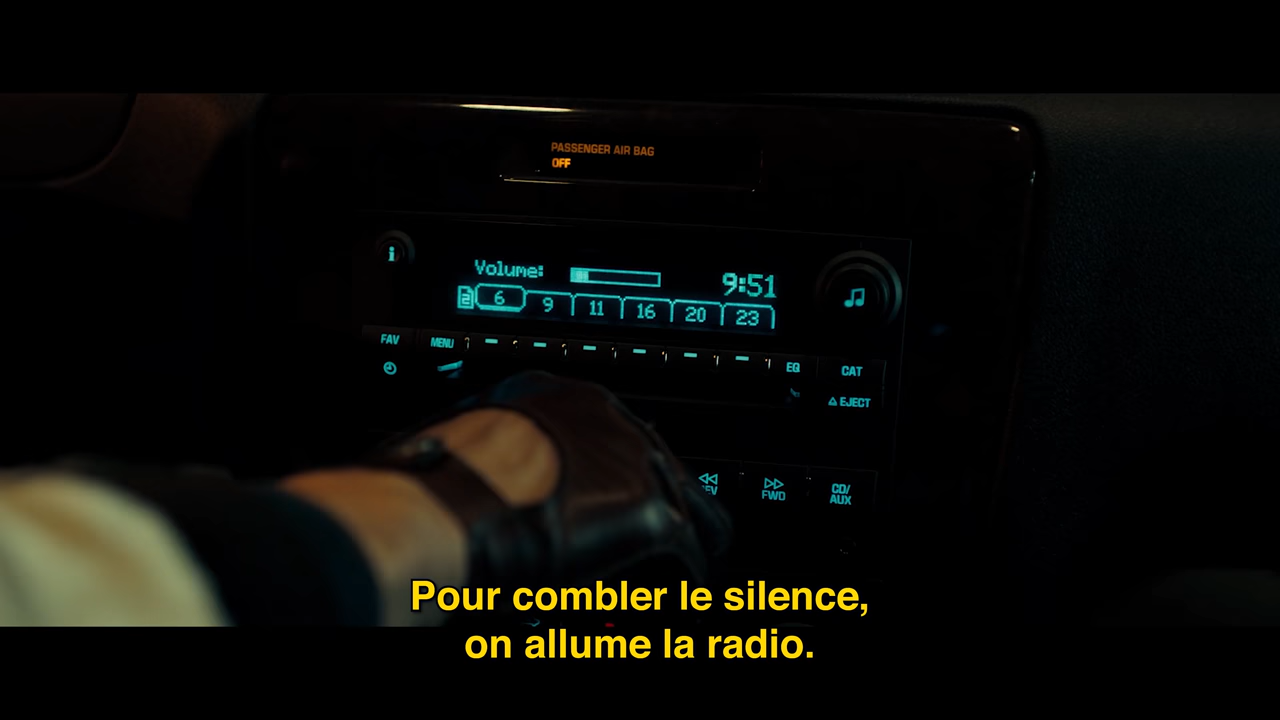 PASSENGER AIR BAG
OFF
Volume:
9:51
6 9 11 16 20 23
FAV MENU EQ CAT
EJECT
FWD CD/
AUX
Pour combler le silence,
on allume la radio.